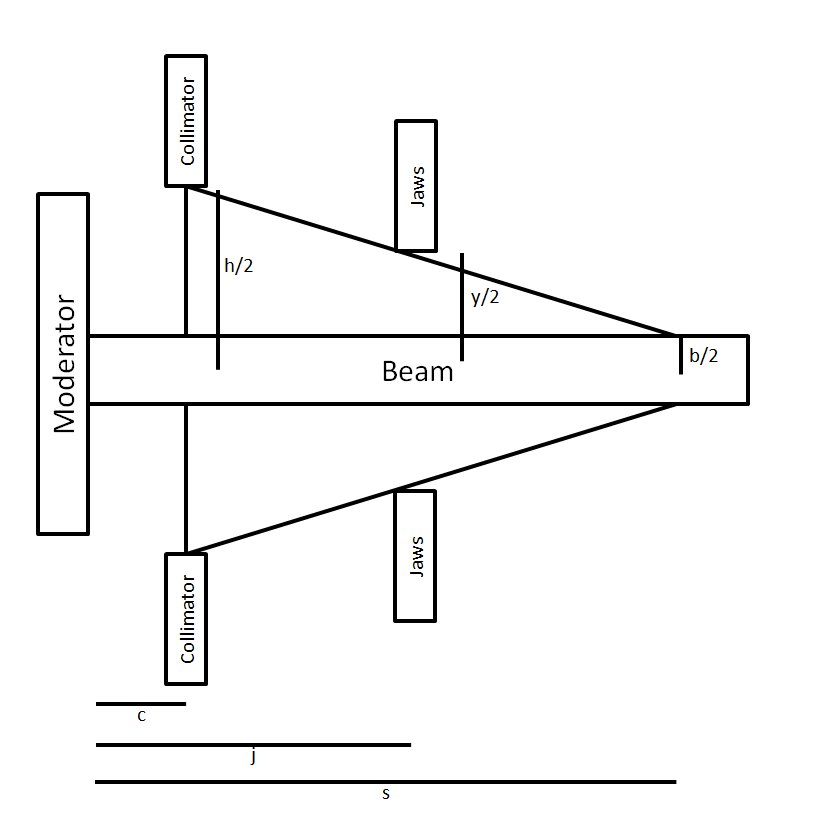 Collimator
Jaws
Moderator
h/2
y/2
b/2
Beam
Jaws
Collimator
c
j
s